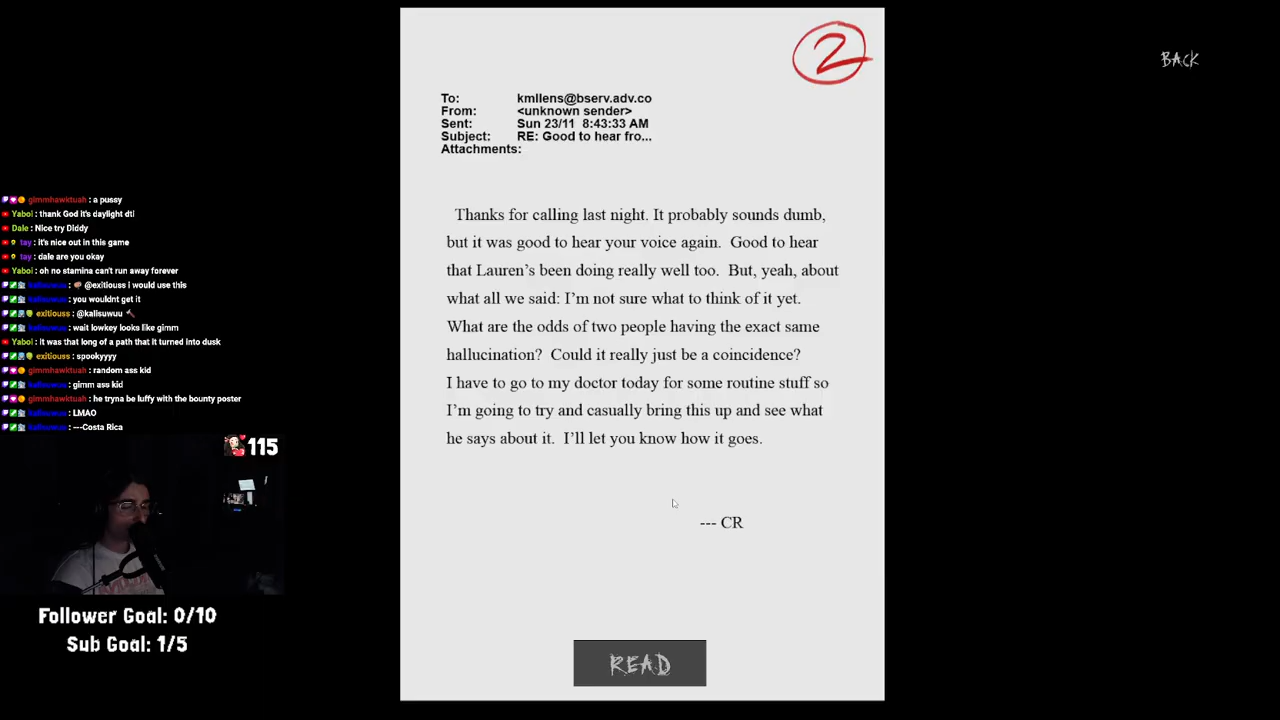 2
BACK
To: kmllens@bserv.adv.co
From: <unknown sender>
Sent: Sun 23/11 8:43:33 AM
Subject: RE: Good to hear fro...
Attachments:
Thanks for calling last night. It probably sounds dumb,
but it was good to hear your voice again. Good to hear
that Lauren's been doing really well too. But, yeah, about
what all we said: I'm not sure what to think of it yet.
What are the odds of two people having the exact same
hallucination? Could it really just be a coincidence?
I have to go to my doctor today for some routine stuff so
I'm going to try and casually bring this up and see what
he says about it. I'll let you know how it goes.
--- CR
READ
gimmhawktuah : a pussy
Yaboi : thank God it's daylight dti
Dale : Nice try Diddy
tay : it's nice out in this game
tay : dale are you okay
Yaboi : oh no stamina can't run away forever
kalisuwuu : @exitiouss i would use this
kalisuwuu : you wouldnt get it
exitiouss : @kalisuwuu
kalisuwuu : wait lowkey looks like gimm
Yaboi : it was that long of a path that it turned into dusk
exitiouss : spookyyyy
gimmhawktuah : random ass kid
kalisuwuu : gimm ass kid
gimmhawktuah : he tryna be luffy with the bounty poster
kalisuwuu : LMAO
kalisuwuu : ---Costa Rica
115
Follower Goal: 0/10
Sub Goal: 1/5